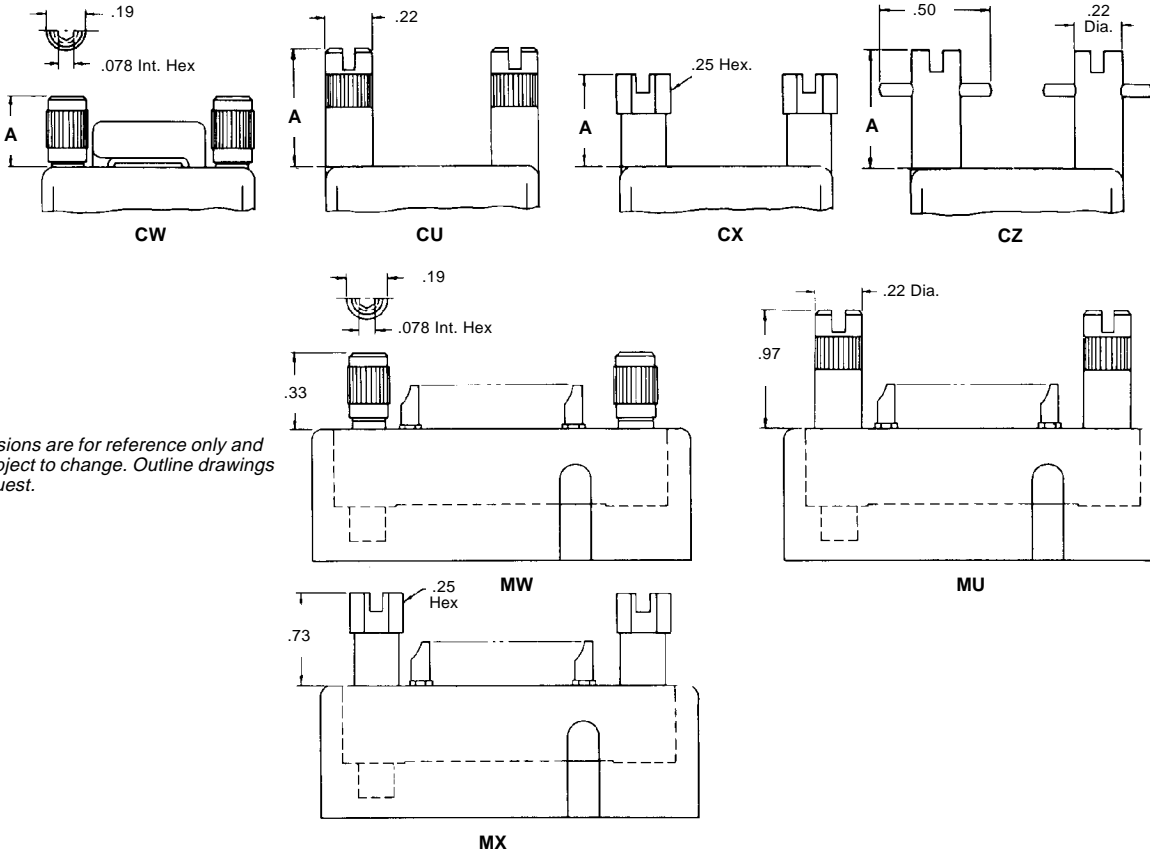 .19
.078 Int. Hex
A
CW
.22
A
CU
.25 Hex.
A
CX
.50
.22
Dia.
A
CZ
.19
.078 Int. Hex
.33
MW
.22 Dia.
.97
MU
sions are for reference only and
ject to change. Outline drawings
uest.
.25
Hex
.73
MX